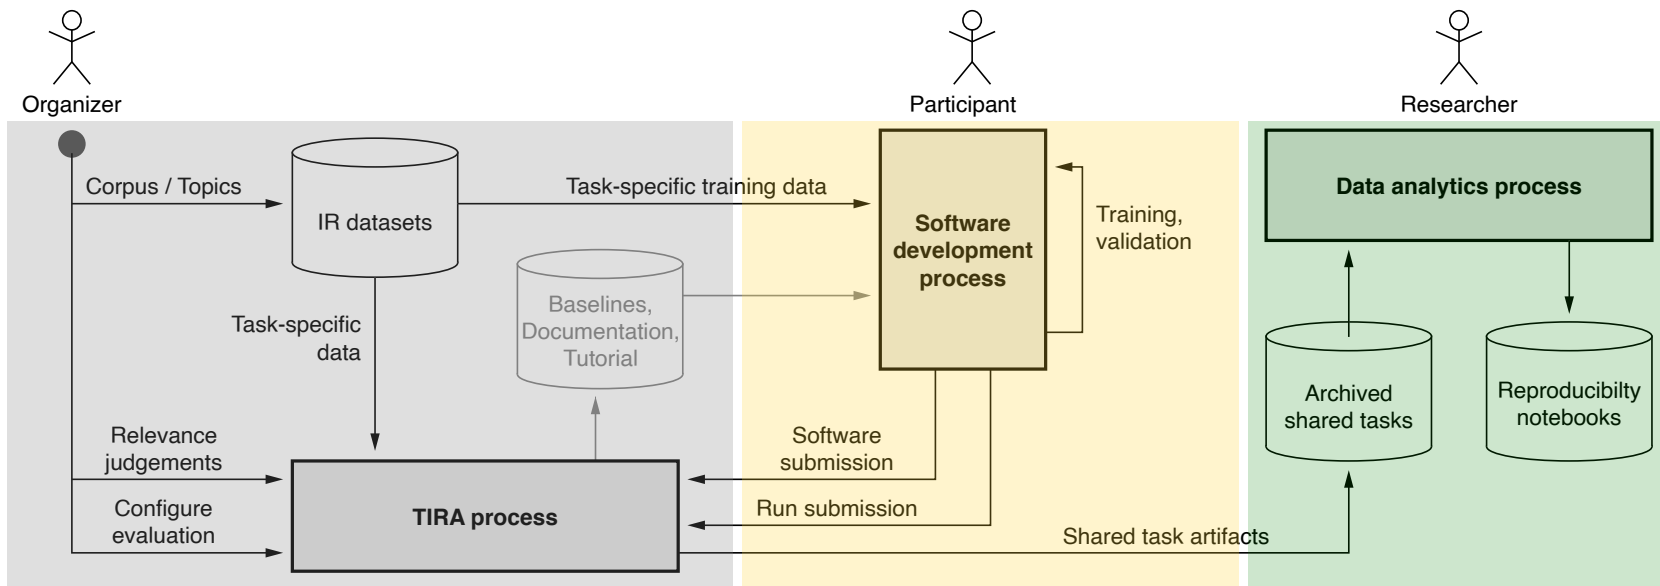 Organizer
Participant
Researcher
Corpus / Topics
IR datasets
Task-specific training data
Software
development
process
Training,
validation
Data analytics process
Task-specific
data
Baselines,
Documentation,
Tutorial
Archived
shared tasks
Reproducibilty
notebooks
Relevance
judgements
Software
submission
Configure
evaluation
TIRA process
Run submission
Shared task artifacts